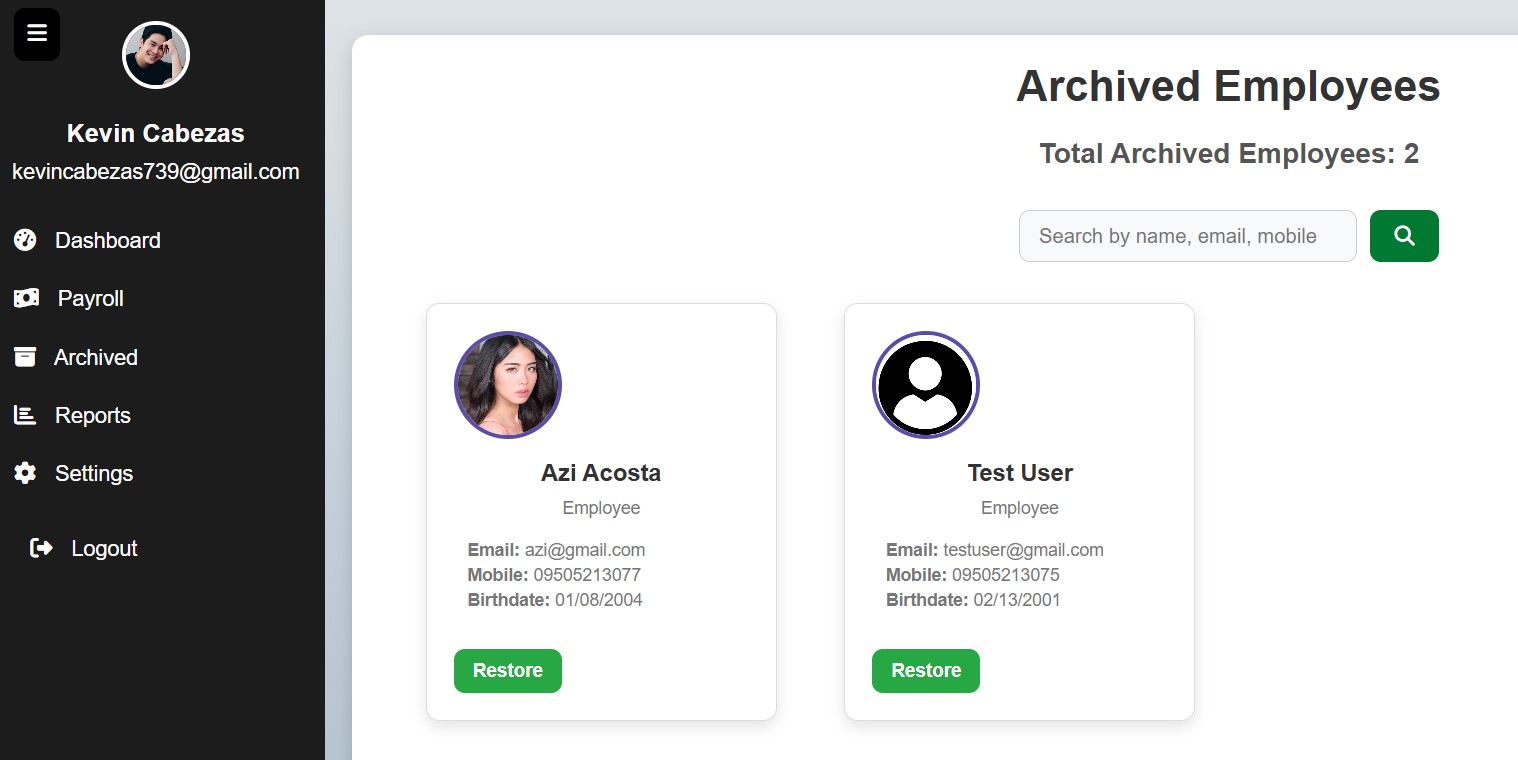 Kevin Cabezas
kevincabezas739@gmail.com
Dashboard
Payroll
Archived
Reports
Settings
Logout
Archived Employees
Total Archived Employees: 2
Search by name, email, mobile
Azi Acosta
Employee
Email: azi@gmail.com
Mobile: 09505213077
Birthdate: 01/08/2004
Restore
Test User
Employee
Email: testuser@gmail.com
Mobile: 09505213075
Birthdate: 02/13/2001
Restore